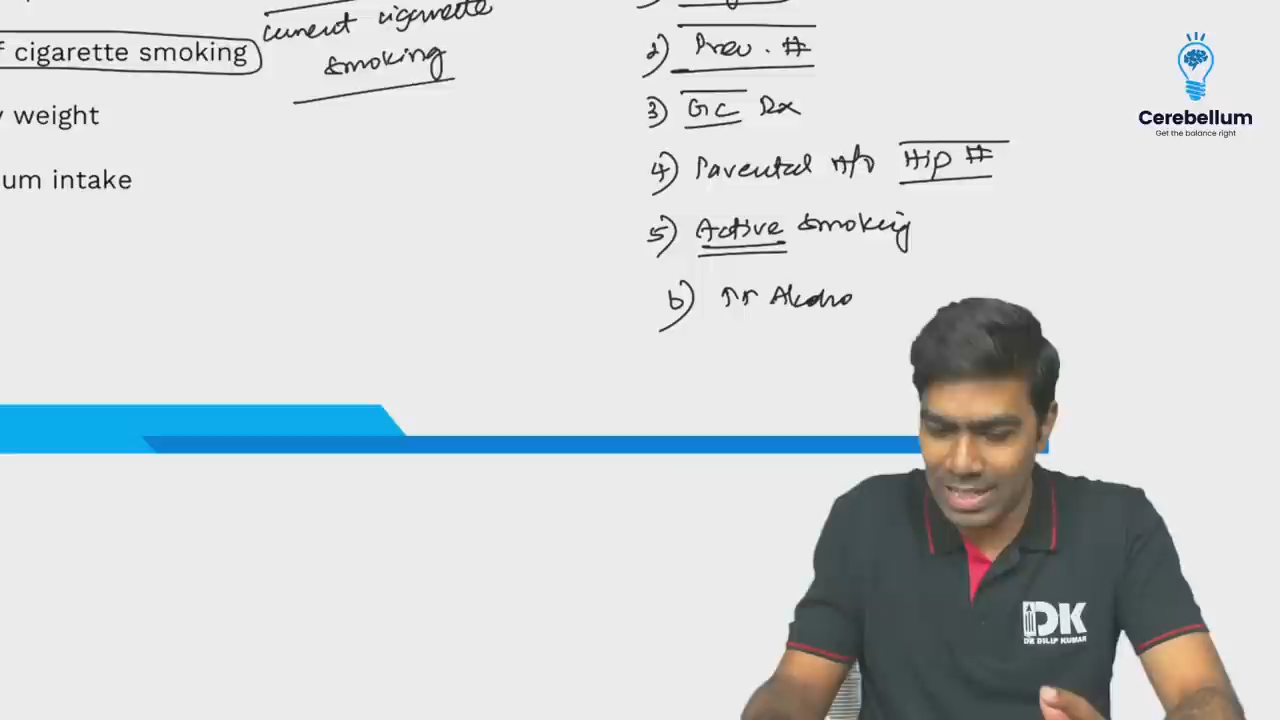 current cigarette
f cigarette smoking
smoking
y weight
um intake
2) Prev. #
3) GC Rx
4) Parental H/o Hip #
5) Active smoking
6) ↑↑ Alcoho
Cerebellum
Get the balance right
DK
DR DILIP KUMAR